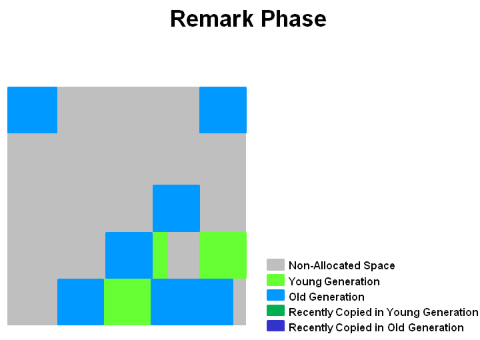 Remark Phase
Non-Allocated Space
Young Generation
Old Generation
Recently Copied in Young Generation
Recently Copied in Old Generation